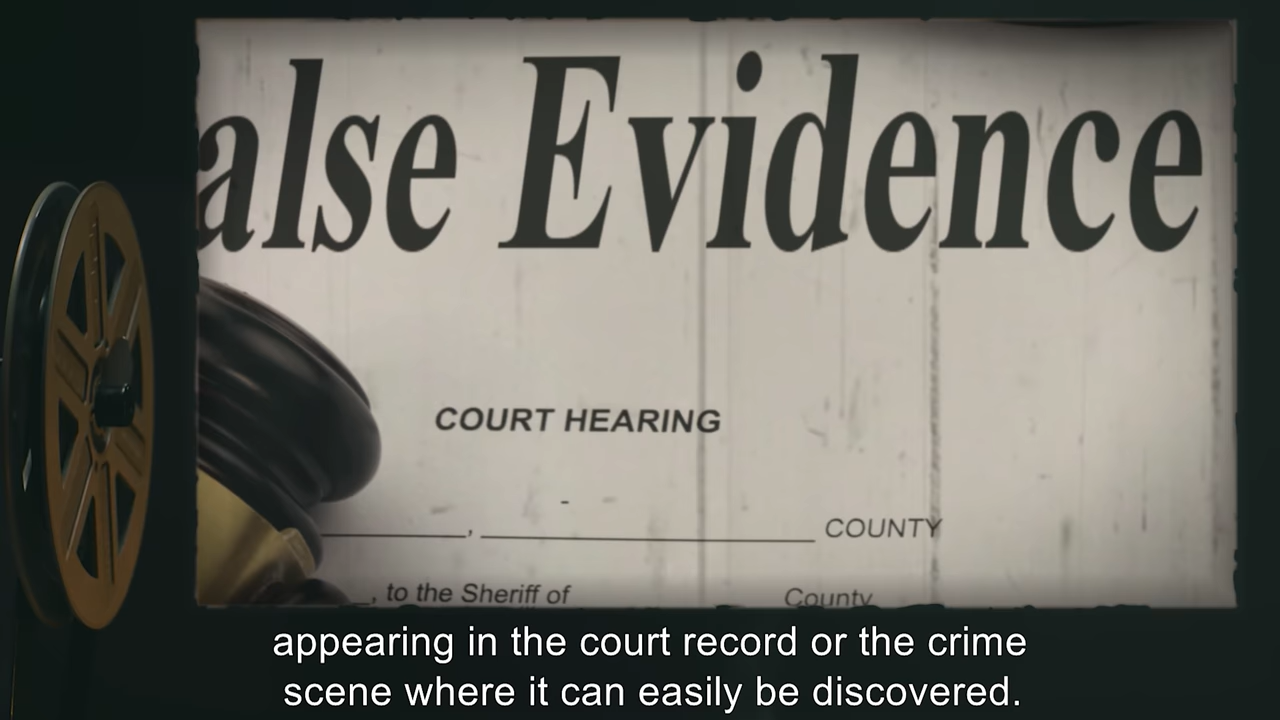 alse Evidence
COURT HEARING
, COUNTY
, to the Sheriff of County
appearing in the court record or the crime
scene where it can easily be discovered.